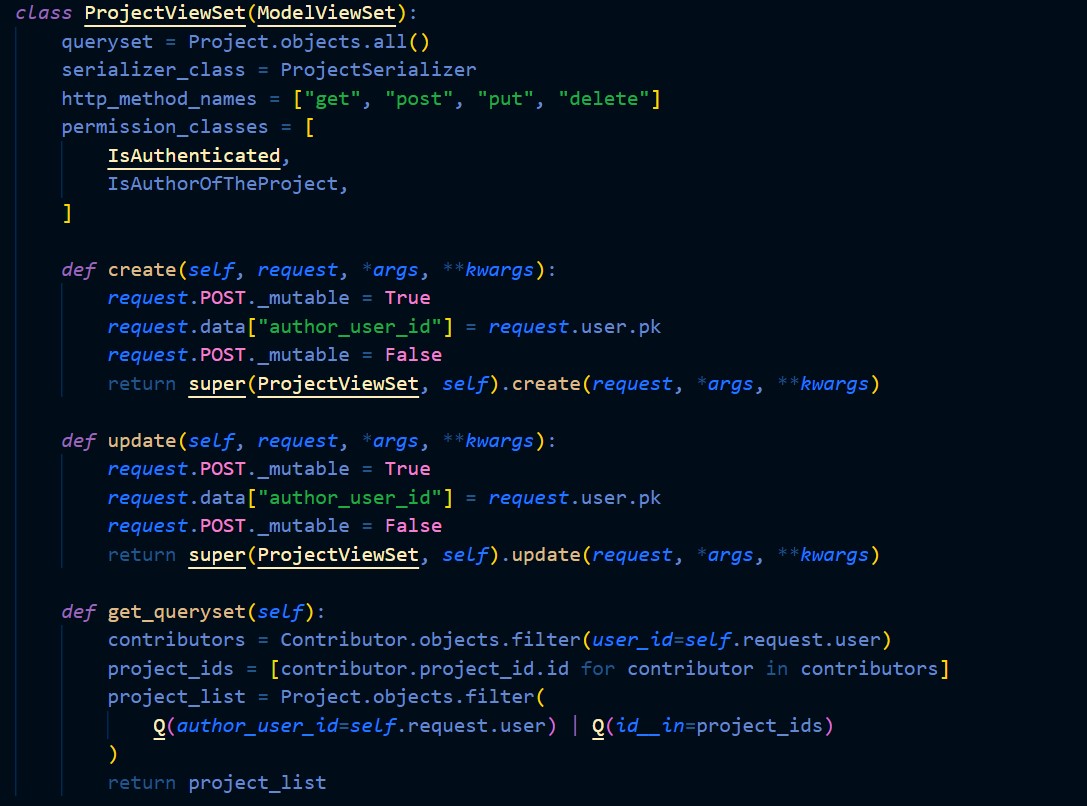 class ProjectViewSet(ModelViewSet):
    queryset = Project.objects.all()
    serializer_class = ProjectSerializer
    http_method_names = ["get", "post", "put", "delete"]
    permission_classes = [
        IsAuthenticated,
        IsAuthorOfTheProject,
    ]

    def create(self, request, *args, **kwargs):
        request.POST._mutable = True
        request.data["author_user_id"] = request.user.pk
        request.POST._mutable = False
        return super(ProjectViewSet, self).create(request, *args, **kwargs)

    def update(self, request, *args, **kwargs):
        request.POST._mutable = True
        request.data["author_user_id"] = request.user.pk
        request.POST._mutable = False
        return super(ProjectViewSet, self).update(request, *args, **kwargs)

    def get_queryset(self):
        contributors = Contributor.objects.filter(user_id=self.request.user)
        project_ids = [contributor.project_id.id for contributor in contributors]
        project_list = Project.objects.filter(
            Q(author_user_id=self.request.user) | Q(id__in=project_ids)
        )
        return project_list